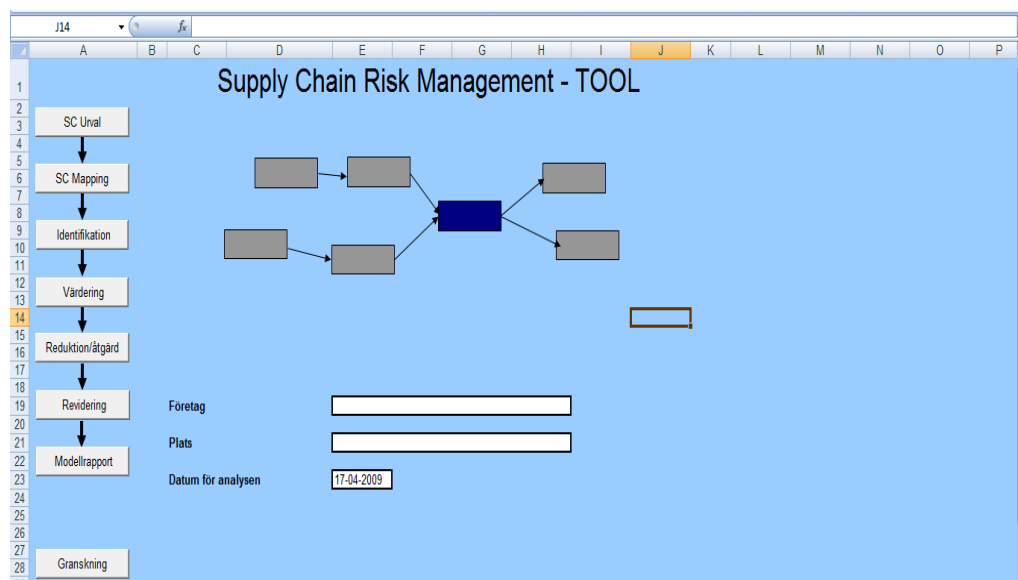 J14
fx
A B C D E F G H I J K L M N O P
Supply Chain Risk Management - TOOL
1
2
3
SC Urval
4
5
6
SC Mapping
7
8
9
Identifikation
10
11
12
13
Värdering
14
15
16
Reduktion/åtgärd
17
18
19
Revidering
Företag
20
21
Plats
22
Modellrapport
23
Datum för analysen
17-04-2009
24
25
26
27
28
Granskning